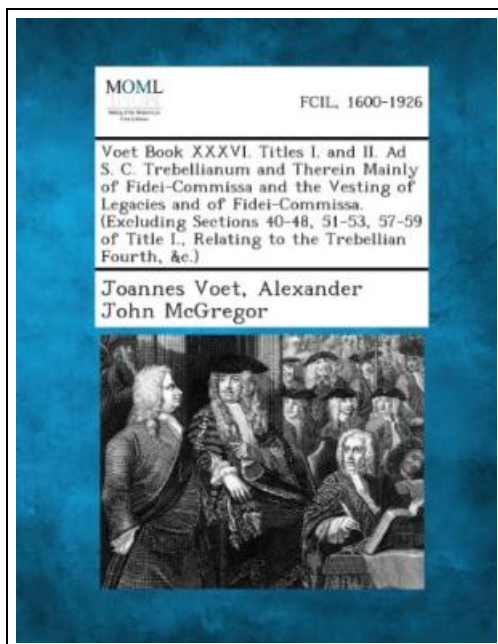 MOML
FCIL, 1600-1926
Voet Book XXXVI. Titles I. and II. Ad
S. C. Trebellianum and Therein Mainly
of Fidei-Commissa and the Vesting of
Legacies and of Fidei-Commissa.
(Excluding Sections 40-48, 51-53, 57-59
of Title I., Relating to the Trebellian
Fourth, &c.)
Joannes Voet, Alexander
John McGregor